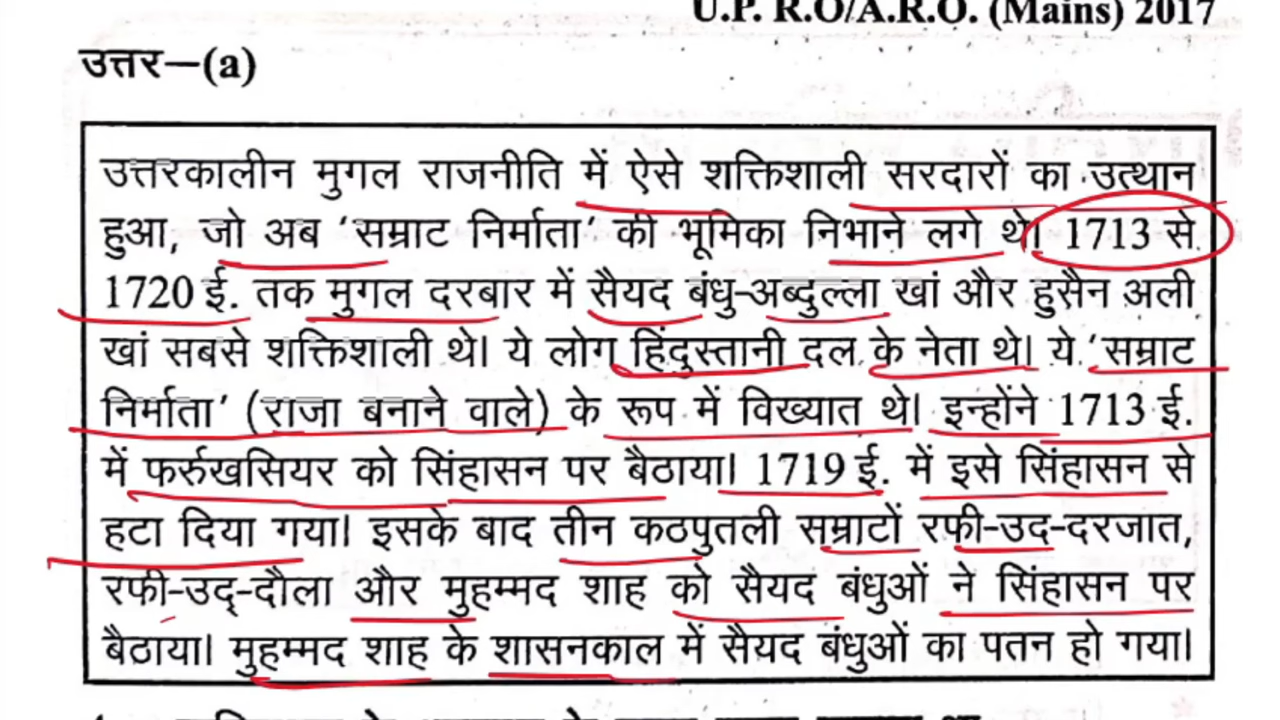 U.P. R.O/A.R.O. (Mains) 2017
उत्तर—(a)
उत्तरकालीन मुगल राजनीति में ऐसे शक्तिशाली सरदारों का उत्थान
हुआ, जो अब ‘सम्राट निर्माता’ की भूमिका निभाने लगे थे। 1713 से
1720 ई. तक मुगल दरबार में सैयद बंधु-अब्दुल्ला खां और हुसैन अली
खां सबसे शक्तिशाली थे। ये लोग हिंदुस्तानी दल के नेता थे। ये ‘सम्राट
निर्माता’ (राजा बनाने वाले) के रूप में विख्यात थे। इन्होंने 1713 ई.
में फर्रुखसियर को सिंहासन पर बैठाया। 1719 ई. में इसे सिंहासन से
हटा दिया गया। इसके बाद तीन कठपुतली सम्राटों रफी-उद-दरजात,
रफी-उद्-दौला और मुहम्मद शाह को सैयद बंधुओं ने सिंहासन पर
बैठाया। मुहम्मद शाह के शासनकाल में सैयद बंधुओं का पतन हो गया।